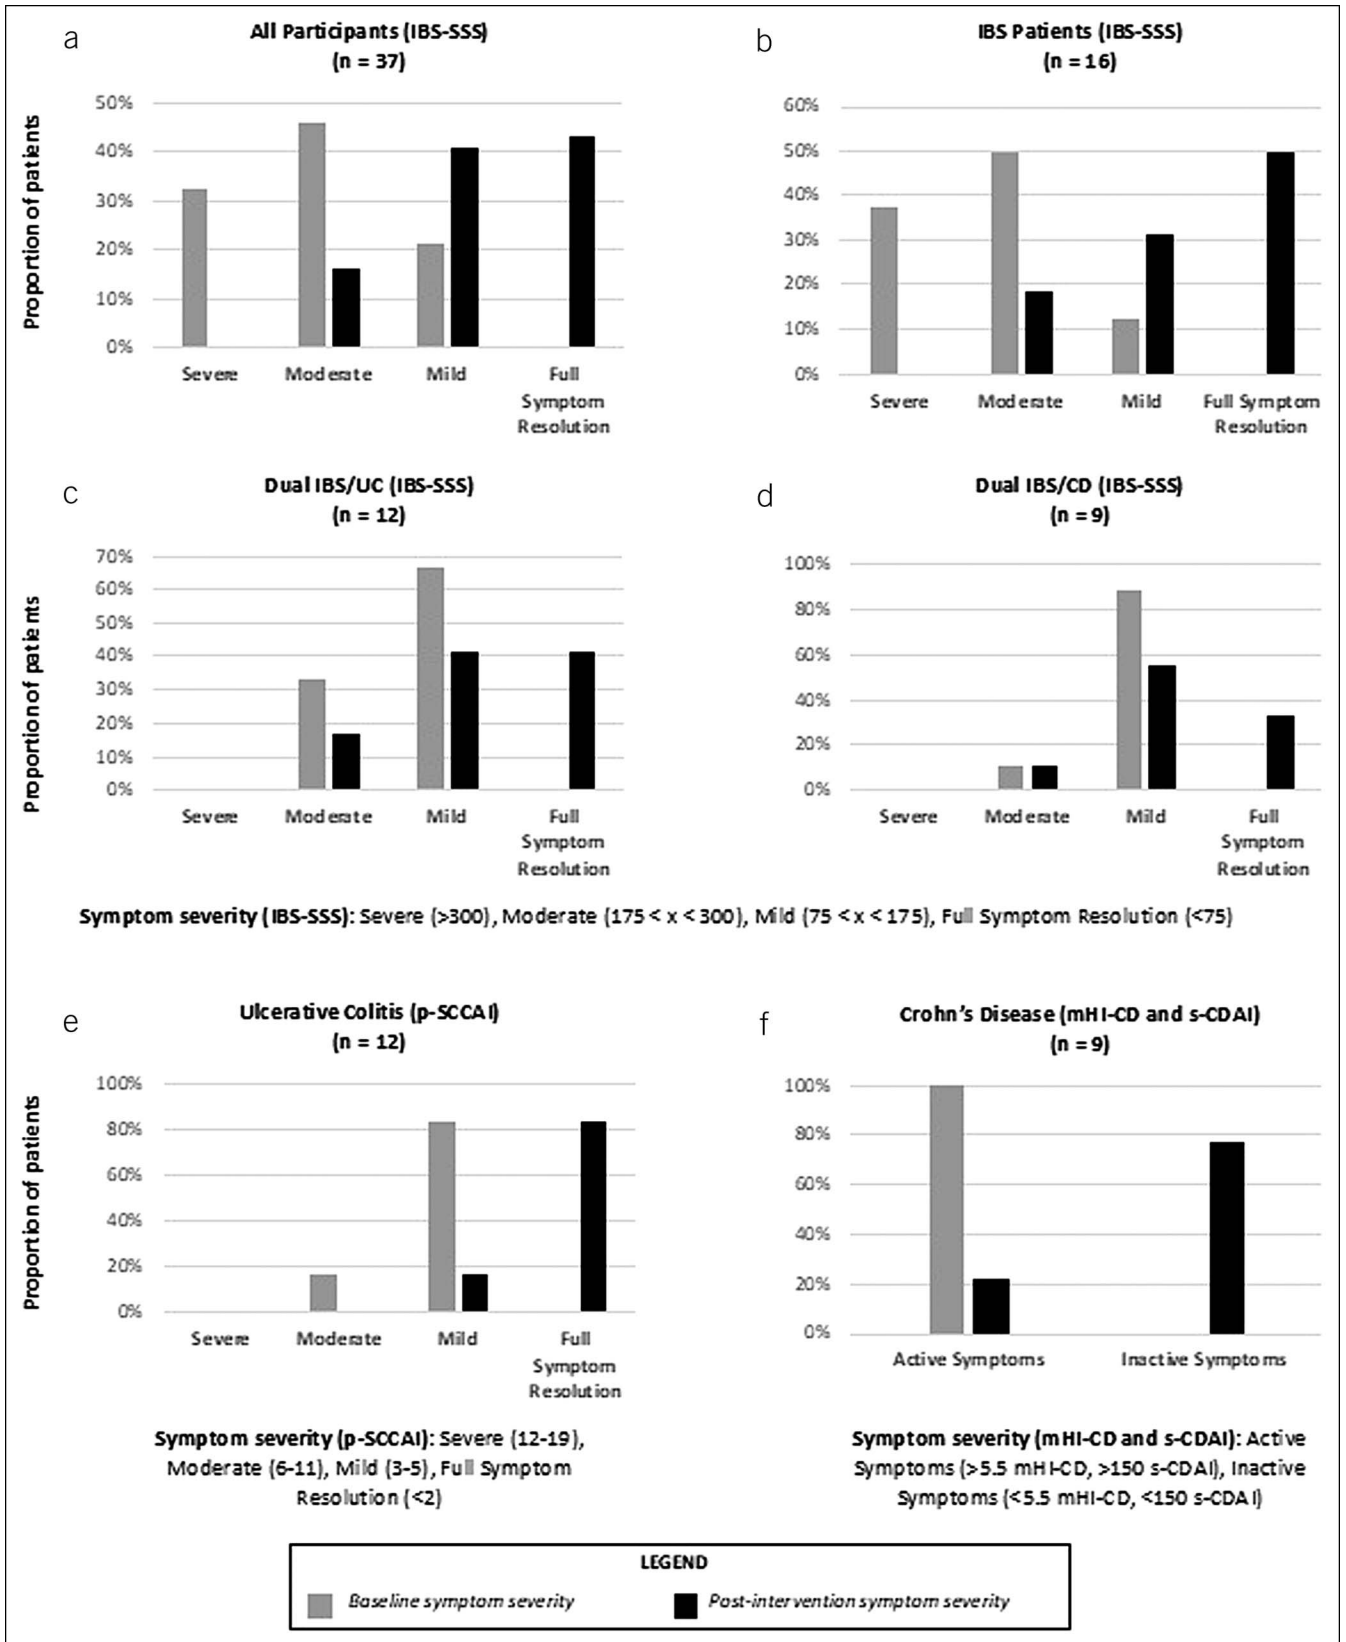 a
All Participants (IBS-SSS)
(n = 37)
Proportion of patients
50%
40%
30%
20%
10%
0%
Severe
Moderate
Mild
Full
Symptom
Resolution
b
IBS Patients (IBS-SSS)
(n = 16)
60%
50%
40%
30%
20%
10%
0%
Severe
Moderate
Mild
Full Symptom
Resolution
c
Dual IBS/UC (IBS-SSS)
(n = 12)
Proportion of patients
70%
60%
50%
40%
30%
20%
10%
0%
Severe
Moderate
Mild
Full
Symptom
Resolution
d
Dual IBS/CD (IBS-SSS)
(n = 9)
100%
80%
60%
40%
20%
0%
Severe
Moderate
Mild
Full
Symptom
Resolution
Symptom severity (IBS-SSS): Severe (>300), Moderate (175 < x < 300), Mild (75 < x < 175), Full Symptom Resolution (<75)
e
Ulcerative Colitis (p-SCCAI)
(n = 12)
Proportion of patients
100%
80%
60%
40%
20%
0%
Severe
Moderate
Mild
Full
Symptom
Resolution
Symptom severity (p-SCCAI): Severe (12-19),
Moderate (6-11), Mild (3-5), Full Symptom
Resolution (<2)
f
Crohn's Disease (mHI-CD and s-CDAI)
(n = 9)
100%
80%
60%
40%
20%
0%
Active Symptoms
Inactive Symptoms
Symptom severity (mHI-CD and s-CDAI): Active
Symptoms (>5.5 mHI-CD, >150 s-CDAI), Inactive
Symptoms (<5.5 mHI-CD, <150 s-CDAI)
LEGEND
Baseline symptom severity
Post-intervention symptom severity